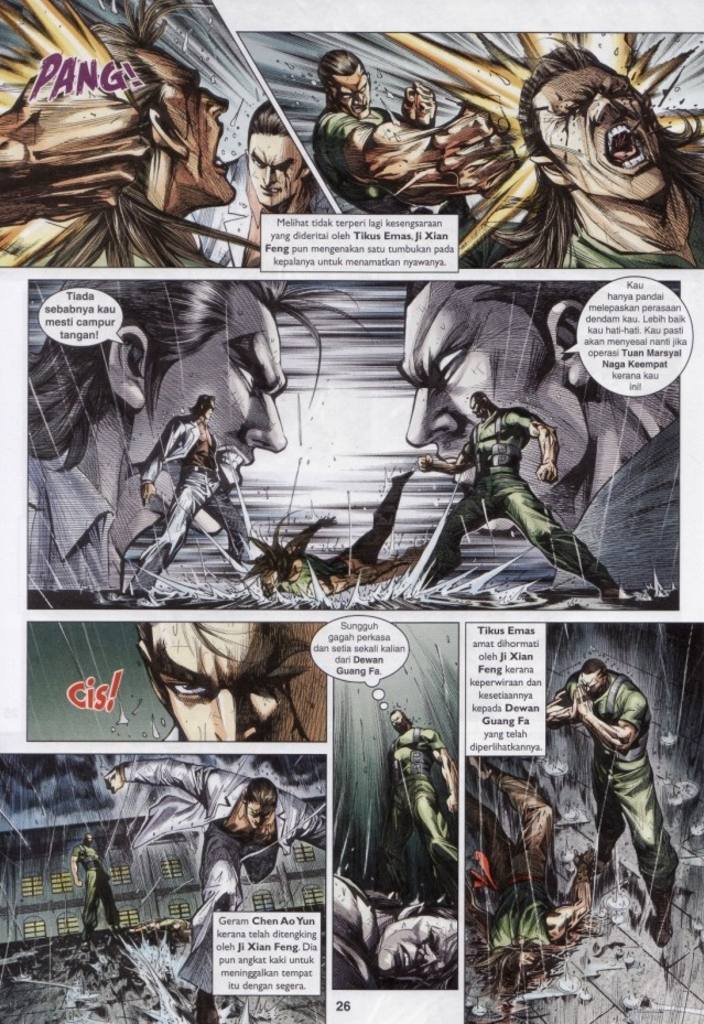 PANG!
Melihat tidak terperi lagi kesengsaraan
yang dideritai oleh Tikus Emas, Ji Xian
Feng pun mengenakan satu tumbukan pada
kepalanya untuk menamatkan nyawanya.
Tiada
sebabnya kau
mesti campur
tangan!
Kau
hanya pandai
melepaskan perasaan
dendam kau. Lebih baik
kau hati-hati. Kau pasti
akan menyesal nanti jika
operasi Tuan Marsyal
Naga Keempat
kerana kau
ini!
Cis!
Sungguh
gagah perkasa
dan setia sekali kalian
dari Dewan
Guang Fa.
Tikus Emas
amat dihormati
oleh Ji Xian
Feng kerana
keperwiraan dan
kesetiaannya
kepada Dewan
Guang Fa
yang telah
diperlihatkannya.
Geram Chen Ao Yun
kerana telah ditengking
oleh Ji Xian Feng. Dia
pun angkat kaki untuk
meninggalkan tempat
itu dengan segera.
26